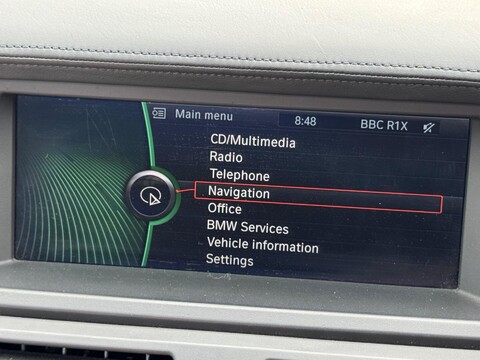 Main menu 8:48 BBC R1X
CD/Multimedia
Radio
Telephone
Navigation
Office
BMW Services
Vehicle information
Settings